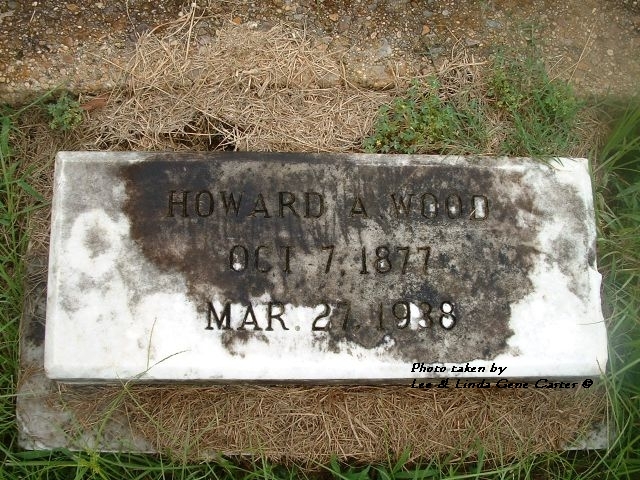 HOWARD A. WOOD
OCT. 7, 1877
MAR. 27, 1938
Photo taken by
Lee & Linda Gene Carter ©